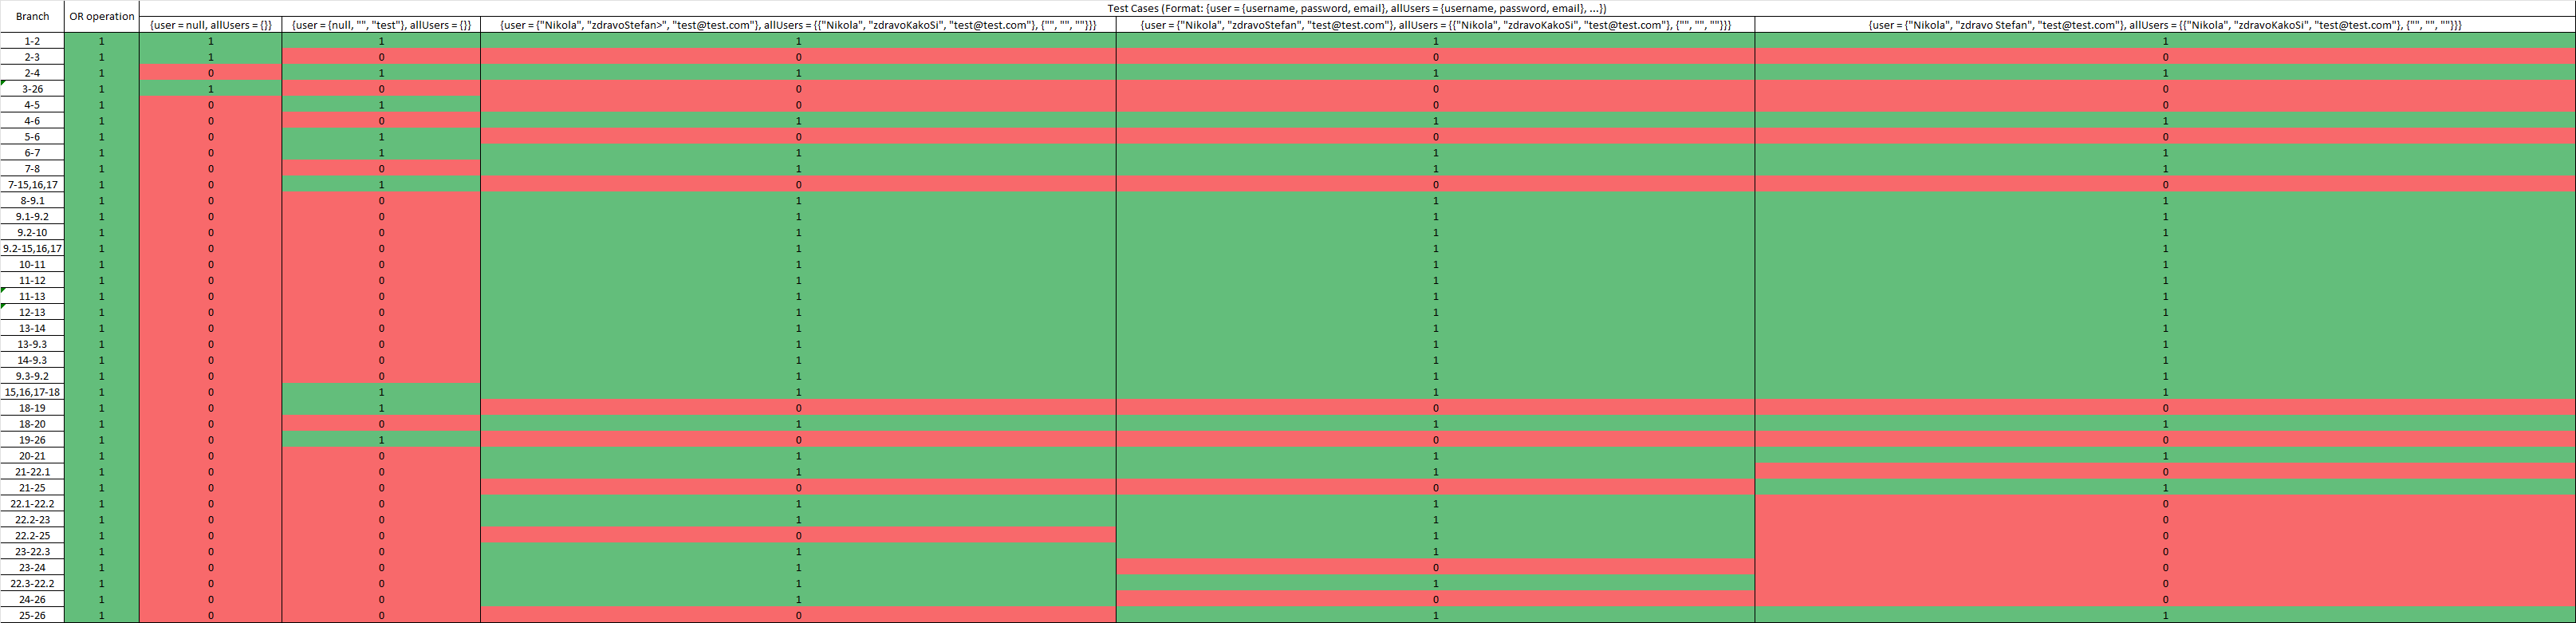 Branch OR operation Test Cases (Format: {user = {username, password, email}, allUsers = {username, password, email}, ...})
{user = null, allUsers = {}} {user = {null, "", "test"}, allUsers = {}} {user = {"Nikola", "zdravoStefan>", "test@test.com"}, allUsers = {{"Nikola", "zdravoKakoSi", "test@test.com"}, {"", "", ""}}} {user = {"Nikola", "zdravoStefan", "test@test.com"}, allUsers = {{"Nikola", "zdravoKakoSi", "test@test.com"}, {"", "", ""}}} {user = {"Nikola", "zdravo Stefan", "test@test.com"}, allUsers = {{"Nikola", "zdravoKakoSi", "test@test.com"}, {"", "", ""}}}
1-2 1 1 1 1 1 1
2-3 1 1 0 0 0 0
2-4 1 0 1 1 1 1
3-26 1 1 0 0 0 0
4-5 1 0 1 0 0 0
4-6 1 0 0 1 1 1
5-6 1 0 1 0 0 0
6-7 1 0 1 1 1 1
7-8 1 0 0 1 1 1
7-15,16,17 1 0 1 0 0 0
8-9.1 1 0 0 1 1 1
9.1-9.2 1 0 0 1 1 1
9.2-10 1 0 0 1 1 1
9.2-15,16,17 1 0 0 1 1 1
10-11 1 0 0 1 1 1
11-12 1 0 0 1 1 1
11-13 1 0 0 1 1 1
12-13 1 0 0 1 1 1
13-14 1 0 0 1 1 1
13-9.3 1 0 0 1 1 1
14-9.3 1 0 0 1 1 1
9.3-9.2 1 0 0 1 1 1
15,16,17-18 1 0 1 1 1 1
18-19 1 0 1 0 0 0
18-20 1 0 0 1 1 1
19-26 1 0 1 0 0 0
20-21 1 0 0 1 1 1
21-22.1 1 0 0 1 1 0
21-25 1 0 0 0 0 1
22.1-22.2 1 0 0 1 1 0
22.2-23 1 0 0 1 1 0
22.2-25 1 0 0 0 1 0
23-22.3 1 0 0 1 1 0
23-24 1 0 0 1 0 0
22.3-22.2 1 0 0 1 1 0
24-26 1 0 0 1 0 0
25-26 1 0 0 0 1 1